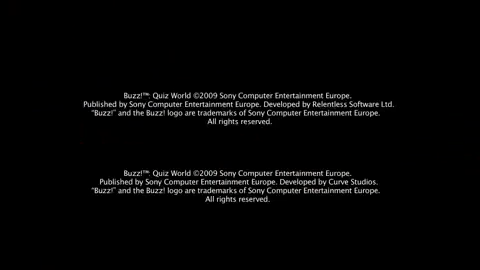 Buzz!™: Quiz World ©2009 Sony Computer Entertainment Europe.
Published by Sony Computer Entertainment Europe. Developed by Relentless Software Ltd.
"Buzz!" and the Buzz! logo are trademarks of Sony Computer Entertainment Europe.
All rights reserved.
Buzz!™: Quiz World ©2009 Sony Computer Entertainment Europe.
Published by Sony Computer Entertainment Europe. Developed by Curve Studios.
"Buzz!" and the Buzz! logo are trademarks of Sony Computer Entertainment Europe.
All rights reserved.